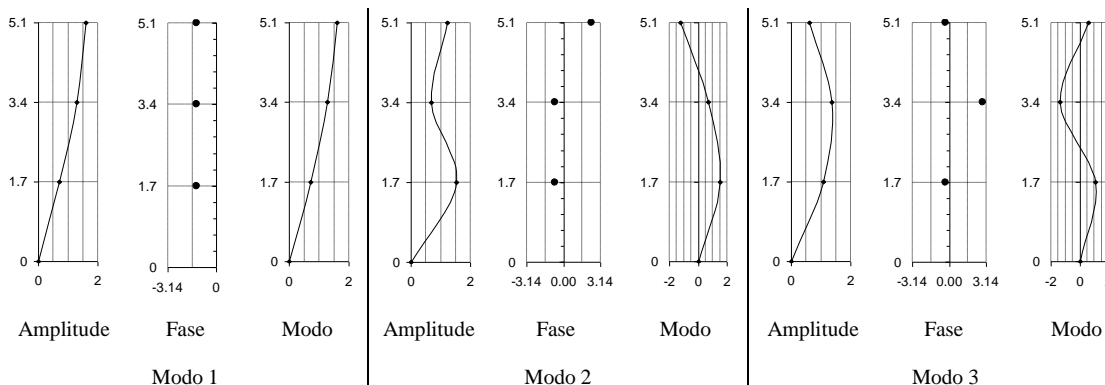 5.1 5.1 5.1 5.1 5.1 5.1 5.1 5.1 5.1
3.4 3.4 3.4 3.4 3.4 3.4 3.4 3.4 3.4
1.7 1.7 1.7 1.7 1.7 1.7 1.7 1.7 1.7
0 0 0 0 0 0 0 0 0
0 2 -3.14 0 0 2 0 2 -3.14 0.00 3.14 -2 0 2 0 2 -3.14 0.00 3.14 -2 0
Amplitude Fase Modo Amplitude Fase Modo Amplitude Fase Modo
Modo 1 Modo 2 Modo 3